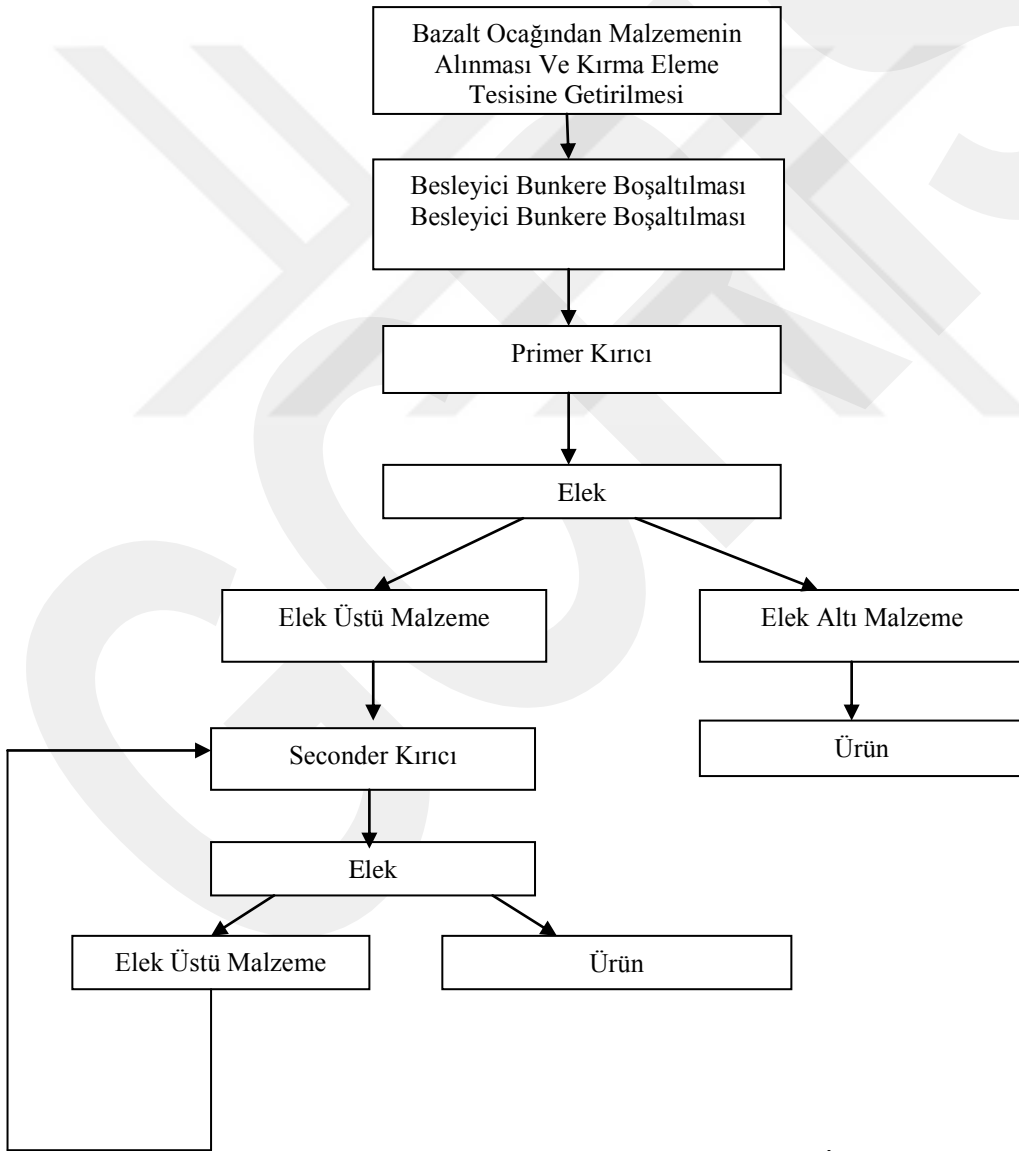 Bazalt Ocağından Malzemenin
Alınması Ve Kırma Eleme
Tesisine Getirilmesi
Besleyici Bunkere Boşaltılması
Besleyici Bunkere Boşaltılması
Primer Kırıcı
Elek
Elek Üstü Malzeme
Elek Altı Malzeme
Seconder Kırıcı
Ürün
Elek
Elek Üstü Malzeme
Ürün